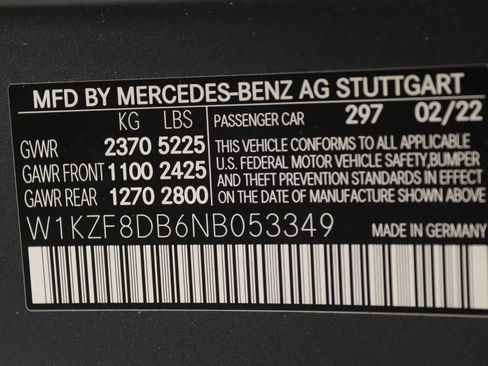 MFD BY MERCEDES-BENZ AG STUTTGART
KG LBS PASSENGER CAR 297 02/22
GVWR 2370 5225
GAWR FRONT 1100 2425
GAWR REAR 1270 2800
THIS VEHICLE CONFORMS TO ALL APPLICABLE
U.S. FEDERAL MOTOR VEHICLE SAFETY, BUMPER
AND THEFT PREVENTION STANDARDS IN EFFECT
ON THE DATE OF MANUFACTURE SHOWN ABOVE.
W1KZF8DB6NB053349 MADE IN GERMANY